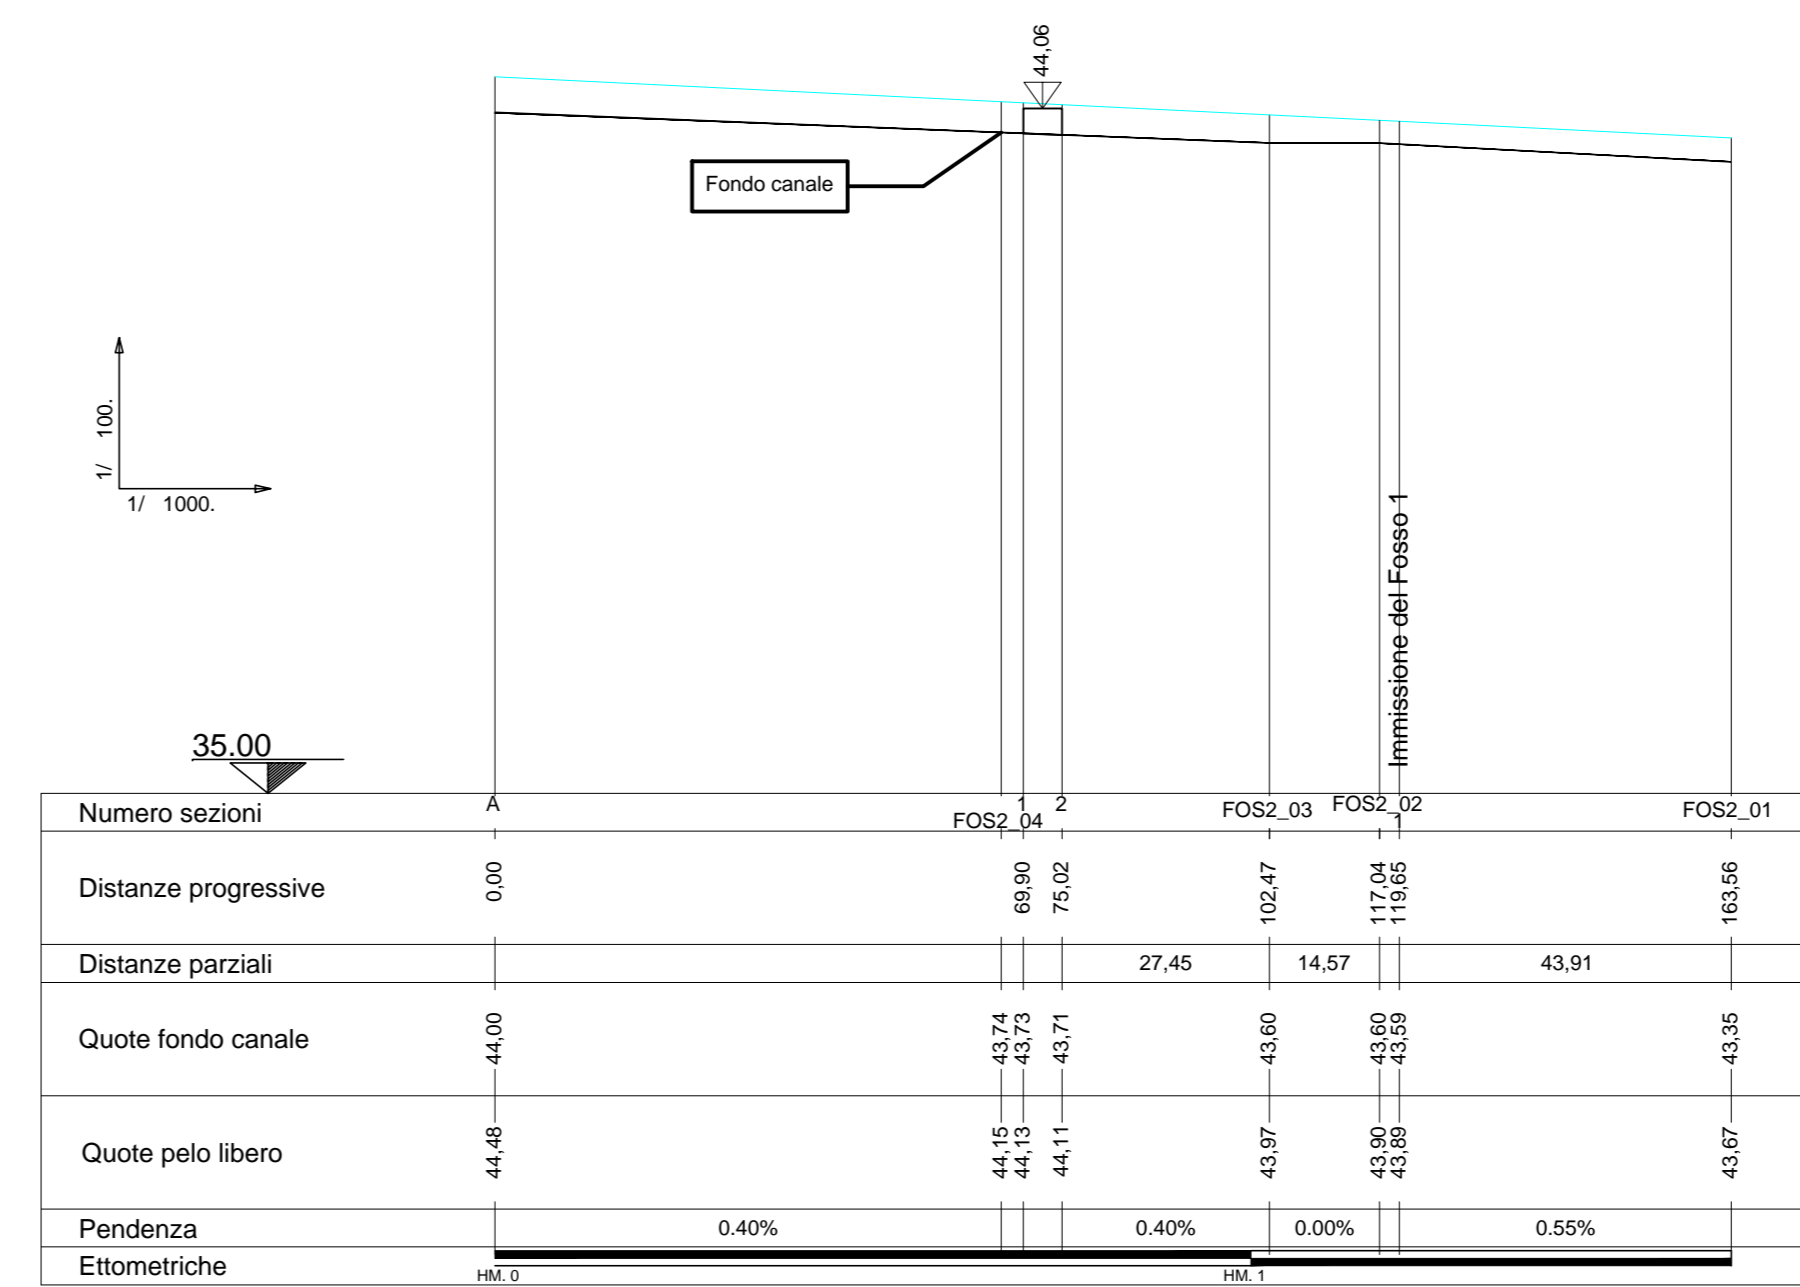 44,06
Fondo canale
1/ 100.
1/ 1000.
Immissione del Fosso 1
35.00
Numero sezioni A FOS2_04 1 2 FOS2_03 FOS2_02 1 FOS2_01
Distanze progressive 0,00 69,90 75,02 102,47 117,04 119,65 163,56
Distanze parziali 27,45 14,57 43,91
Quote fondo canale 44,00 43,74 43,73 43,71 43,60 43,60 43,59 43,35
Quote pelo libero 44,48 44,15 44,13 44,11 43,97 43,90 43,89 43,67
Pendenza 0.40% 0.40% 0.00% 0.55%
Ettometriche HM. 0 HM. 1